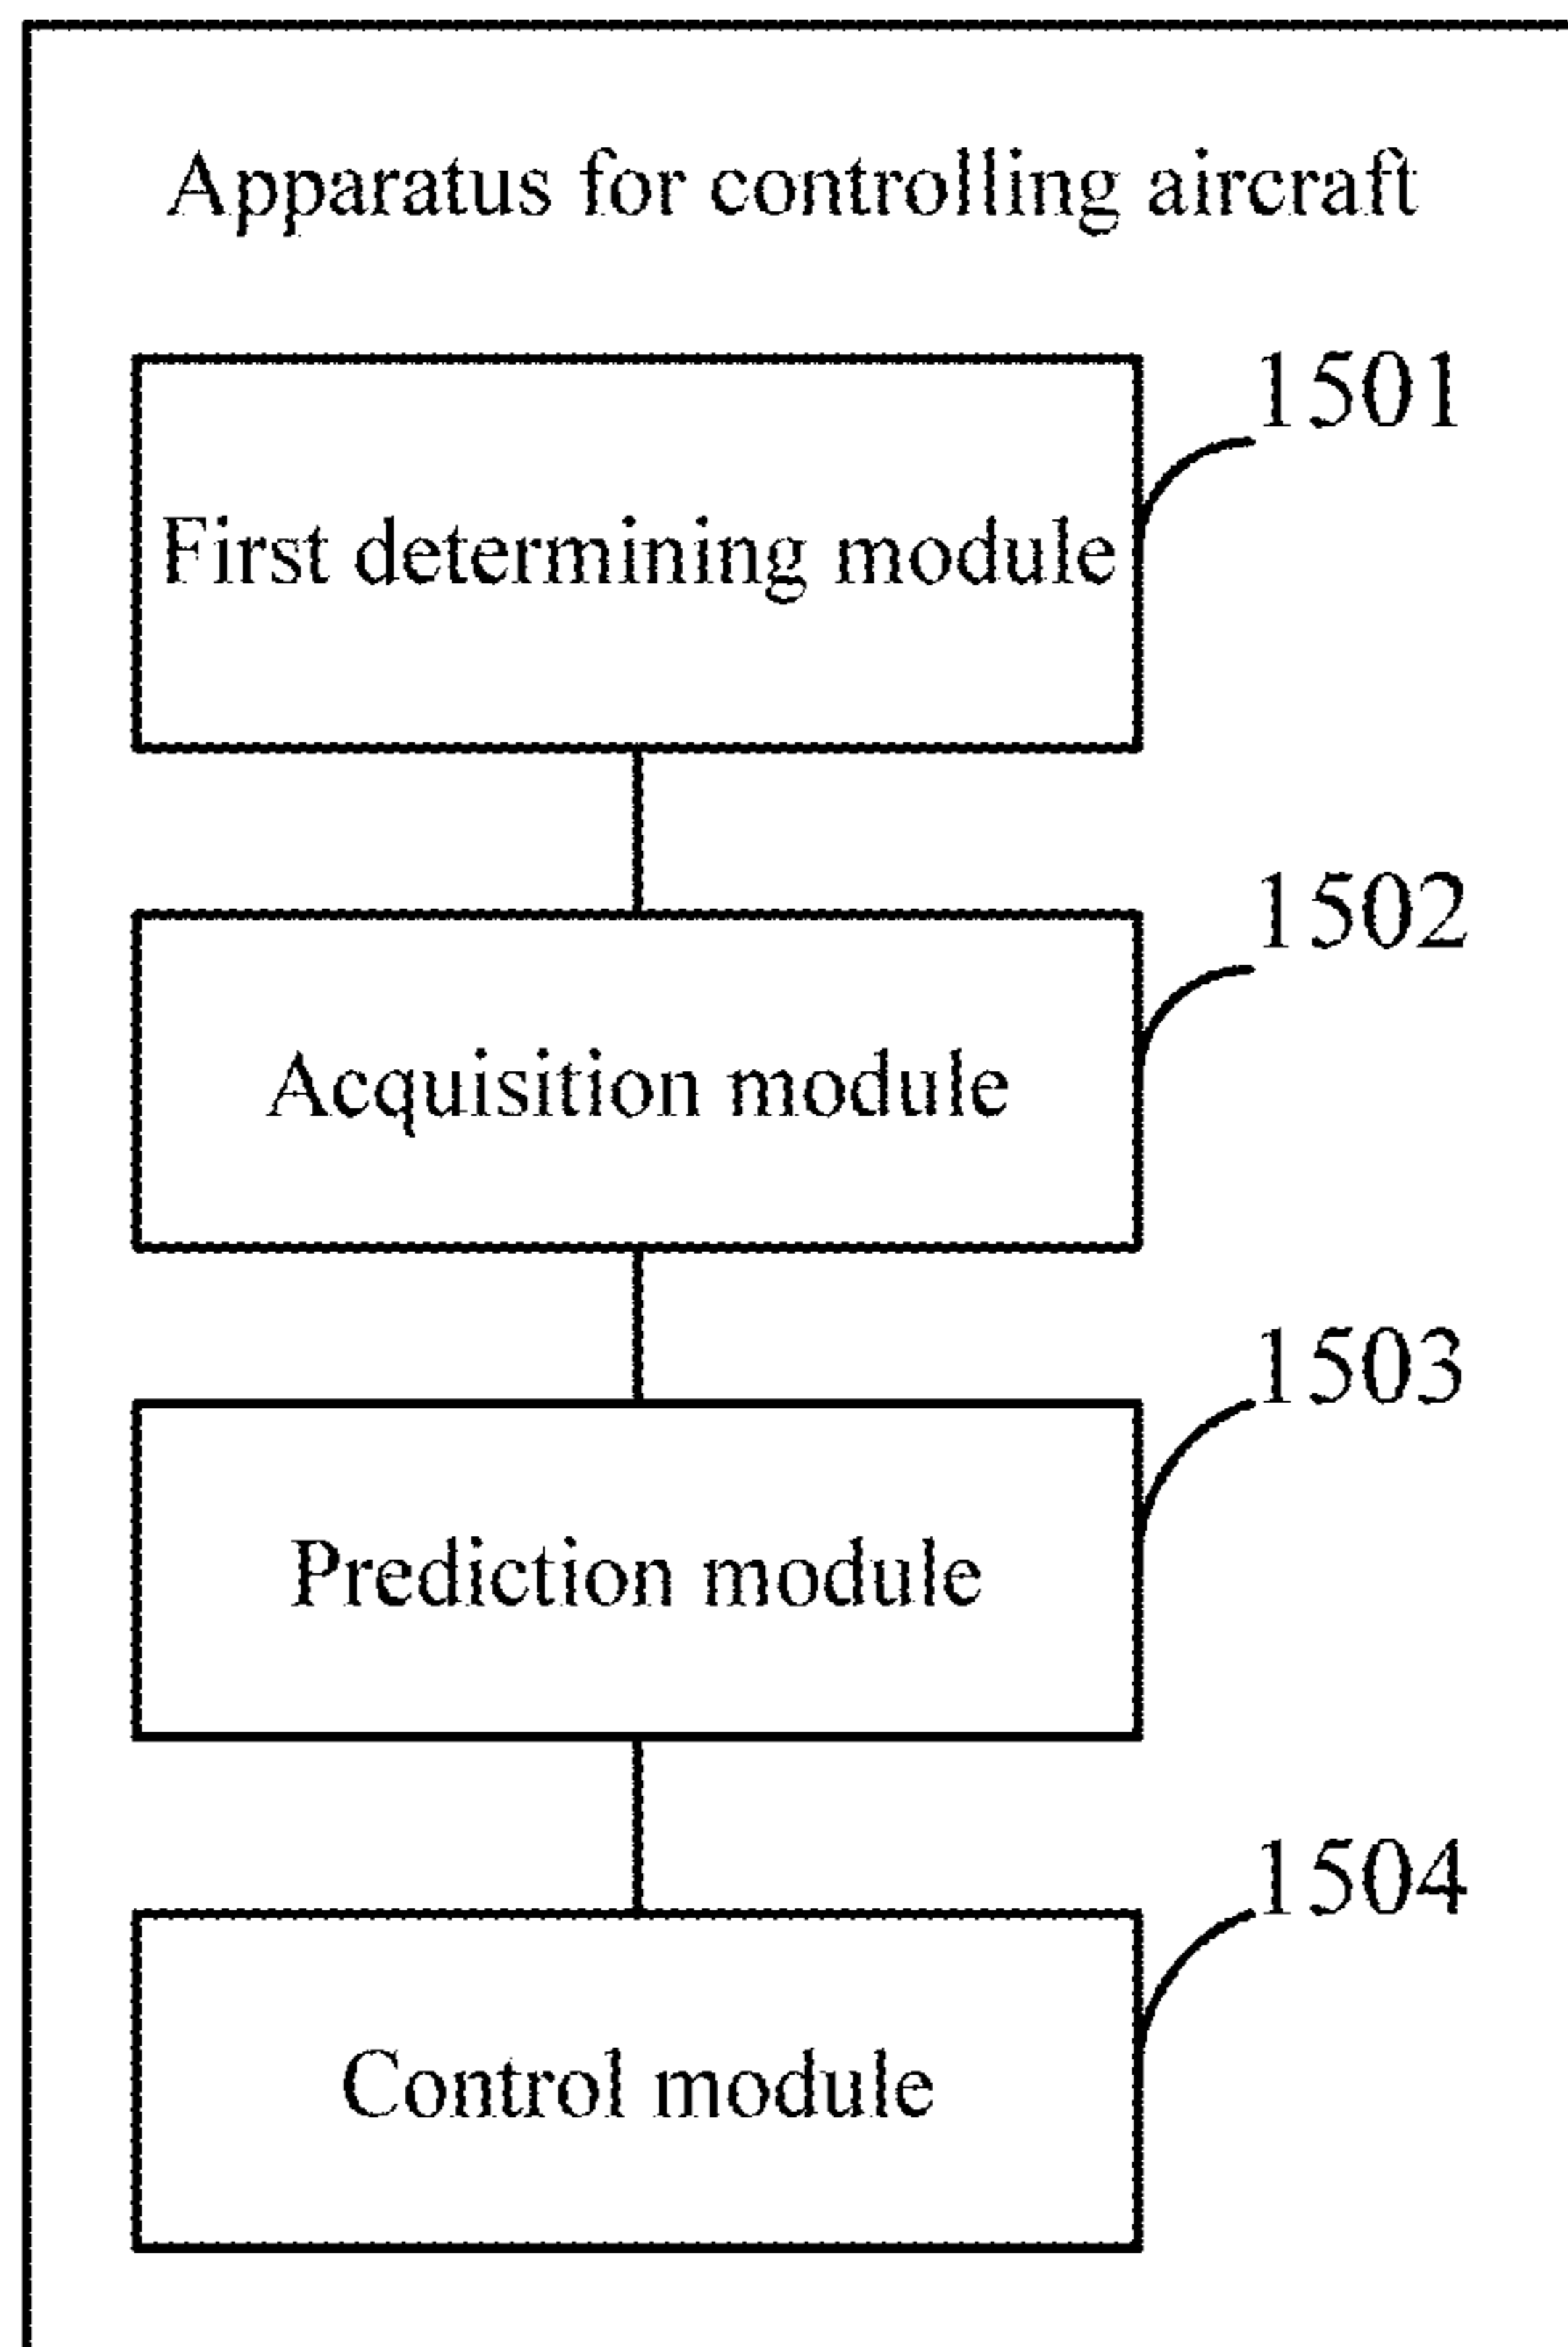 Apparatus for controlling aircraft
1501
First determining module
1502
Acquisition module
1503
Prediction module
1504
Control module